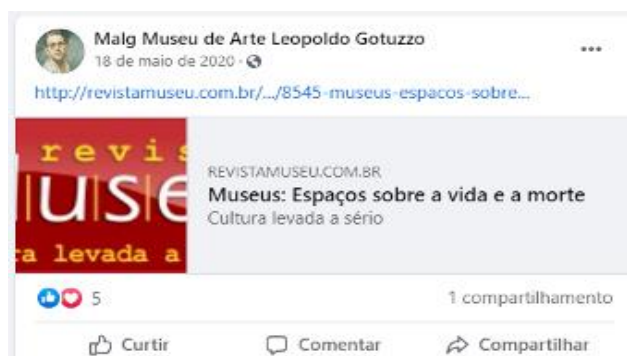 Malg Museu de Arte Leopoldo Gotuzzo
18 de maio de 2020 ·
http://revistamuseu.com.br/.../8545-museus-espacos-sobre...
revis
REVISTAMUSEU.COM.BR
use
Museus: Espaços sobre a vida e a morte
Cultura levada a sério
ra levada a
5
1 compartilhamento
Curtir
Comentar
Compartilhar